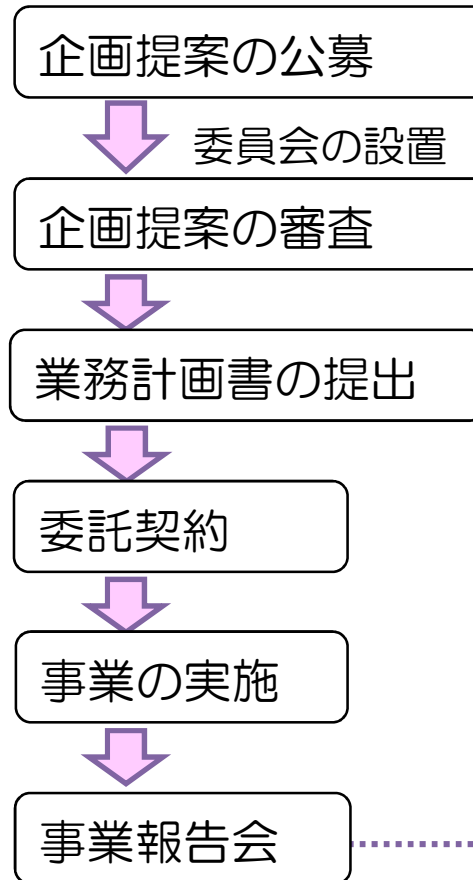 企画提案の公募
委員会の設置
企画提案の審査
業務計画書の提出
委託契約
事業の実施
事業報告会